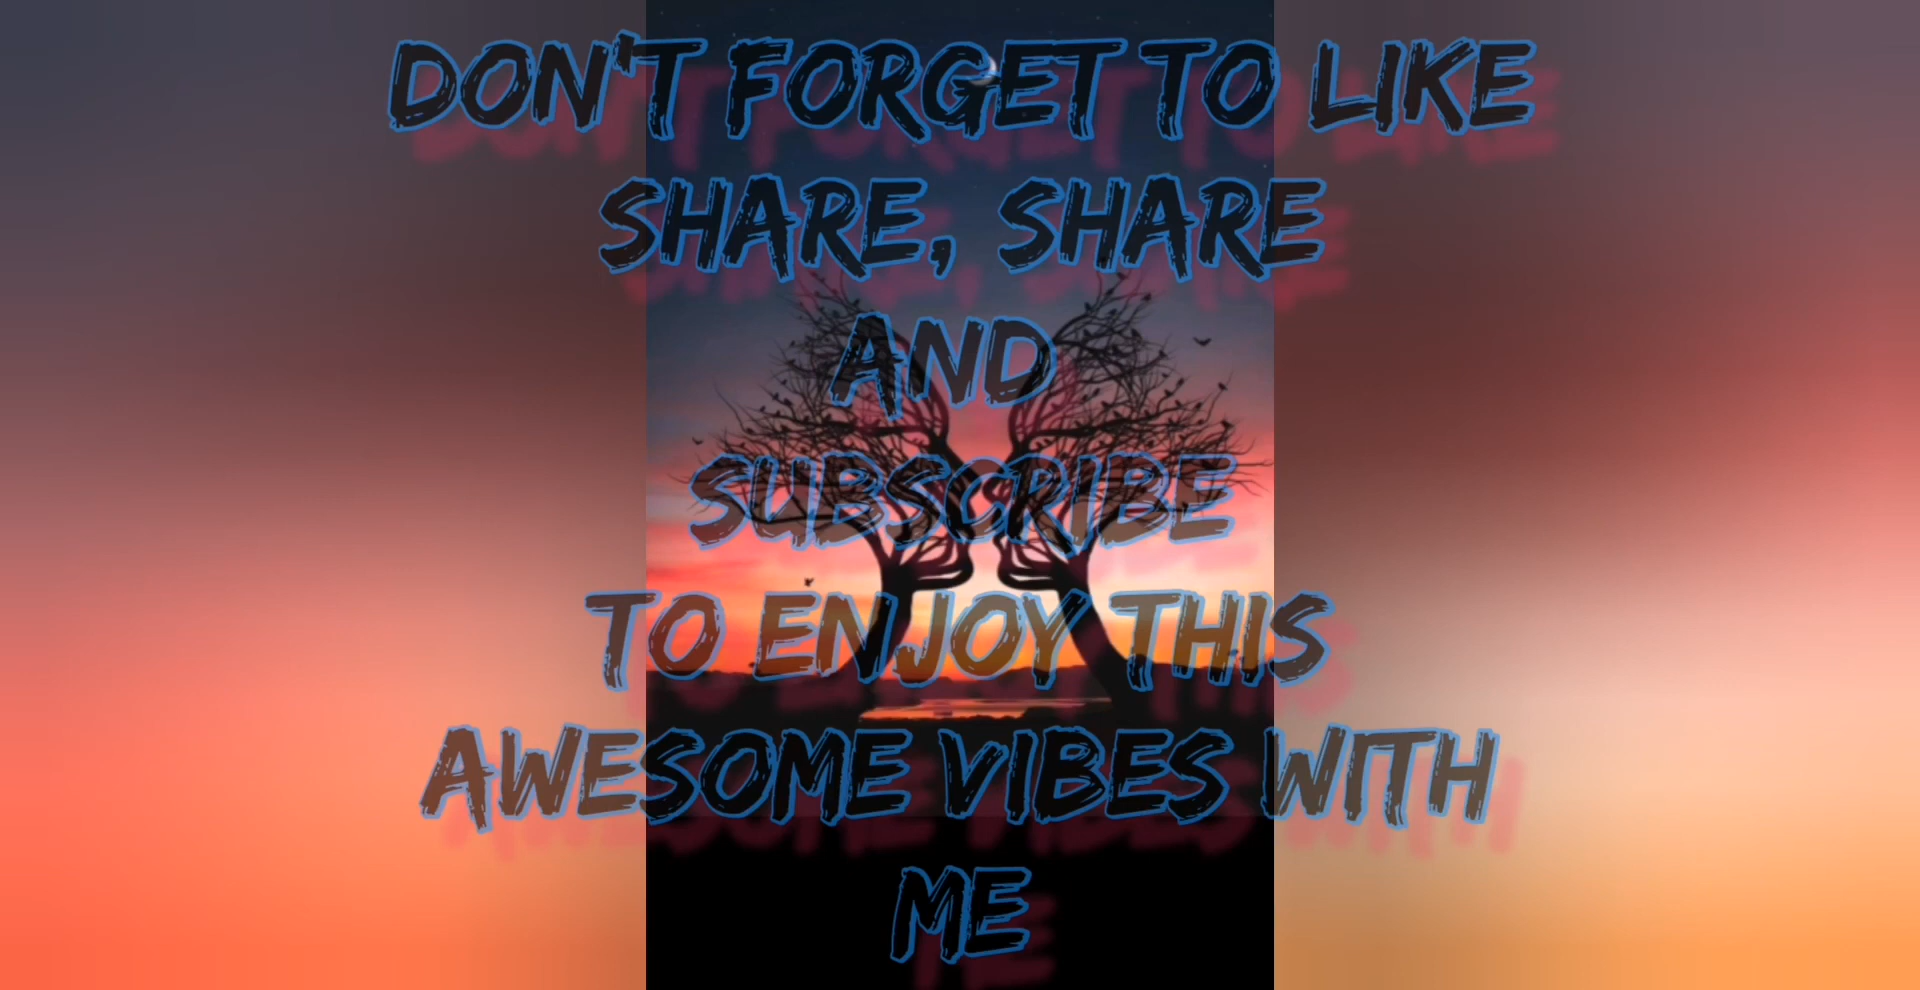 DON'T FORGET TO LIKE
SHARE, SHARE
AND
SUBSCRIBE
TO ENJOY THIS
AWESOME VIBES WITH
ME